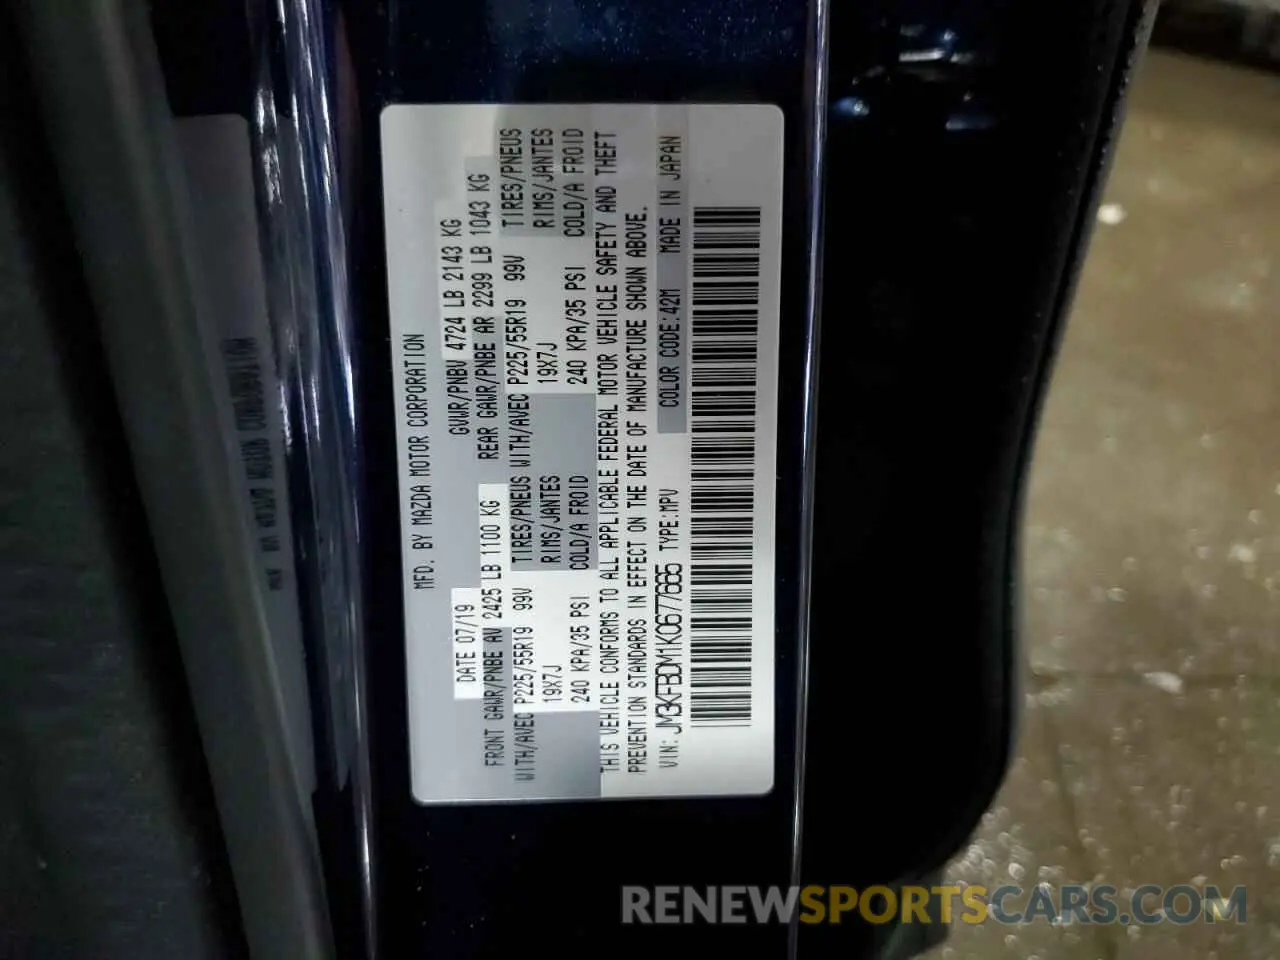 MFD. BY MAZDA MOTOR CORPORATION
DATE 07/19 GVWR/PNBV 4724 LB 2143 KG
FRONT GAWR/PNBE AV 2425 LB 1100 KG REAR GAWR/PNBE AR 2299 LB 1043 KG
WITH/AVEC P225/55R19 99V TIRES/PNEUS WITH/AVEC P225/55R19 99V TIRES/PNEUS
19X7J RIMS/JANTES 19X7J RIMS/JANTES
240 KPA/35 PSI COLD/A FROID 240 KPA/35 PSI COLD/A FROID
THIS VEHICLE CONFORMS TO ALL APPLICABLE FEDERAL MOTOR VEHICLE SAFETY AND THEFT
PREVENTION STANDARDS IN EFFECT ON THE DATE OF MANUFACTURE SHOWN ABOVE.
VIN: JM3KFBDM1K0677665 TYPE:MPV COLOR CODE:42M MADE IN JAPAN
RENEWSPORTSCARS.COM